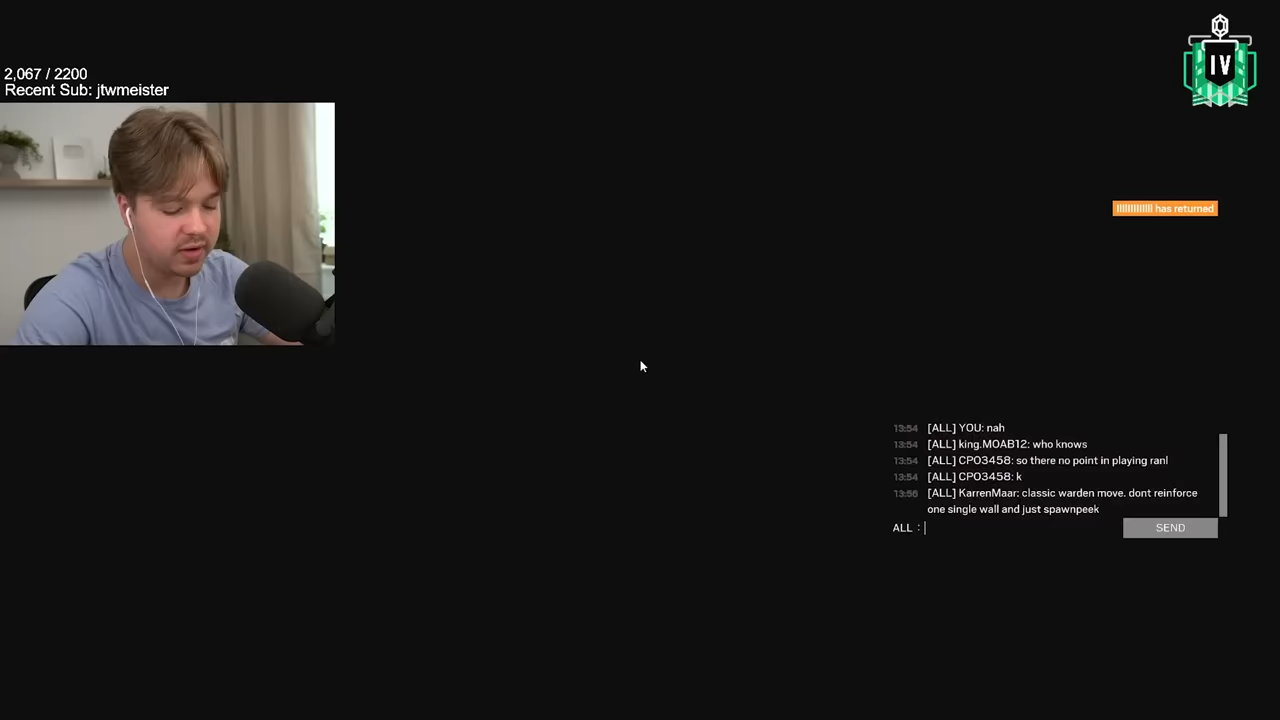 IV
2,067 / 2200
Recent Sub: jtwmeister
has returned
13:54 [ALL] YOU: nah
13:54 [ALL] king.MOAB12: who knows
13:54 [ALL] CPO3458: so there no point in playing ranl
13:54 [ALL] CPO3458: k
13:56 [ALL] KarrenMaar: classic warden move. dont reinforce
one single wall and just spawnpeek
ALL : SEND